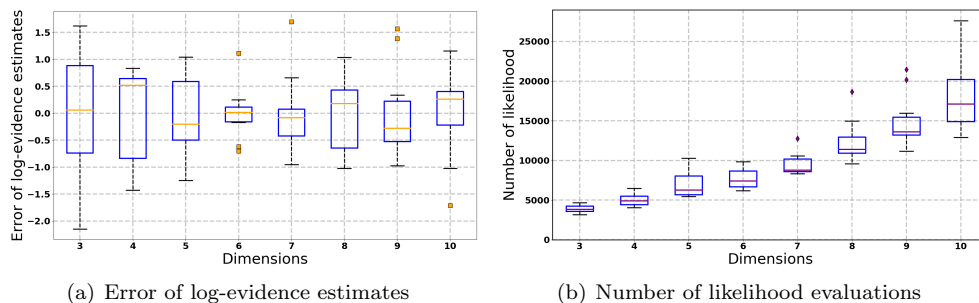 Error of log-evidence estimates
1.5
1.0
0.5
0.0
−0.5
−1.0
−1.5
−2.0
3 4 5 6 7 8 9 10
Dimensions
(a) Error of log-evidence estimates
Number of likelihood
25000
20000
15000
10000
5000
0
3 4 5 6 7 8 9 10
Dimensions
(b) Number of likelihood evaluations